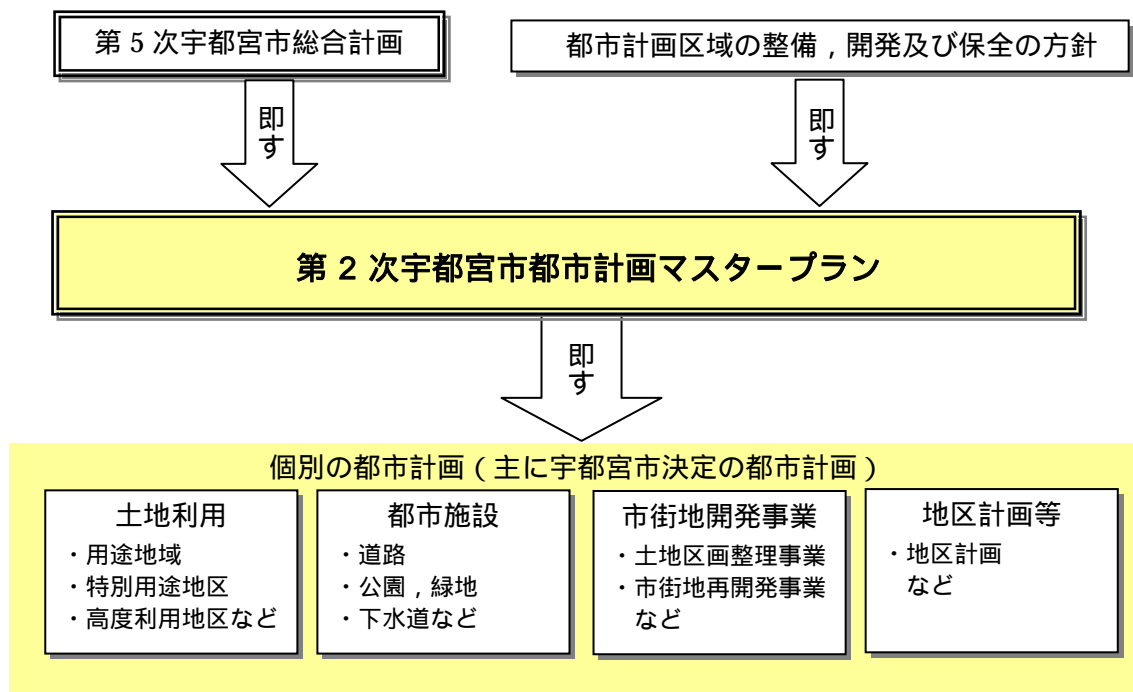 第5次宇都宮市総合計画
都市計画区域の整備，開発及び保全の方針
即す
即す
第２次宇都宮市都市計画マスタープラン
即す
個別の都市計画（主に宇都宮市決定の都市計画）
土地利用
・用途地域
・特別用途地区
・高度利用地区など
都市施設
・道路
・公園，緑地
・下水道など
市街地開発事業
・土地区画整理事業
・市街地再開発事業
など
地区計画等
・地区計画
など